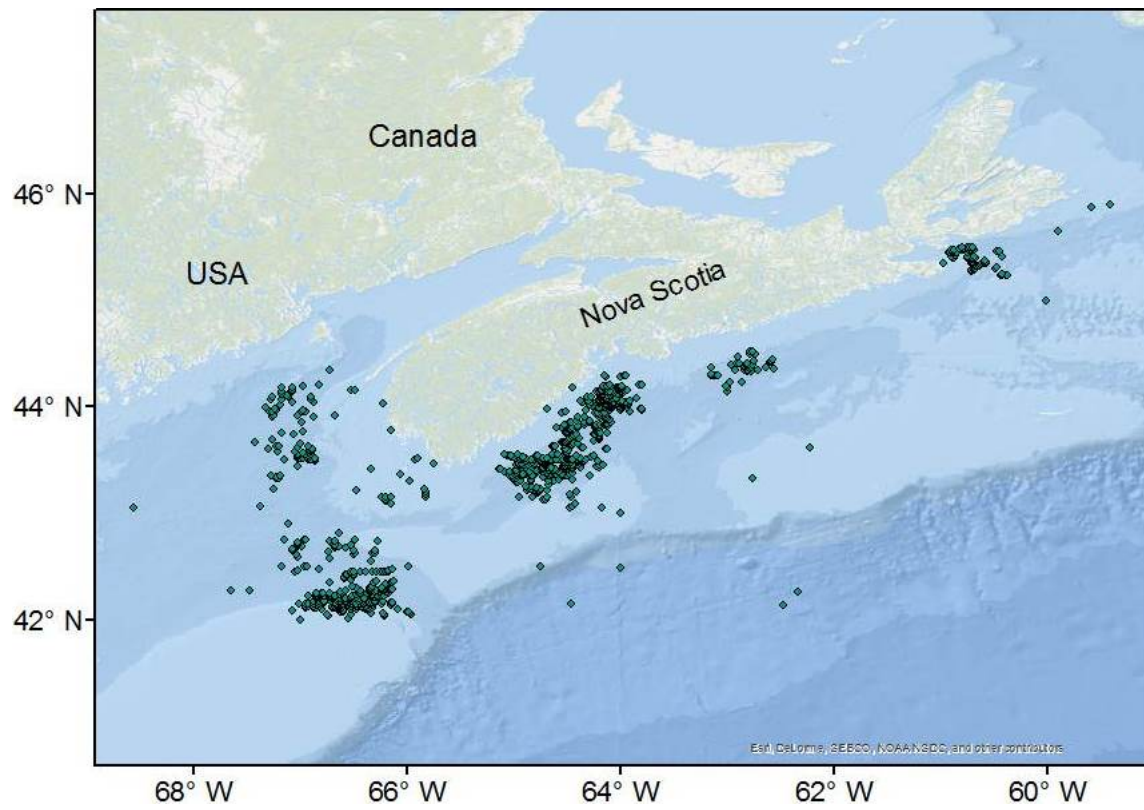 Canada
46° N
USA
Nova Scotia
44° N
42° N
Esri, DeLorme, GEBCO, NOAA NGDC, and other contributors
68° W 66° W 64° W 62° W 60° W